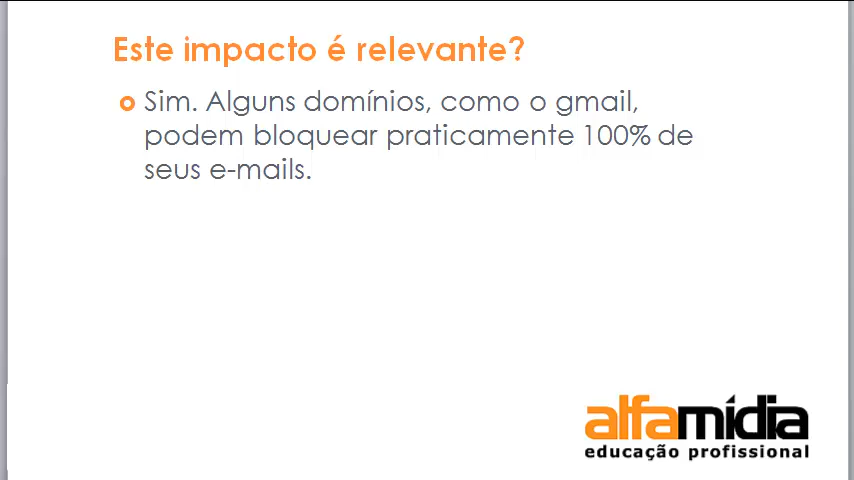 Este impacto é relevante?
Sim. Alguns domínios, como o gmail,
podem bloquear praticamente 100% de
seus e-mails.
alfamídia
educação profissional